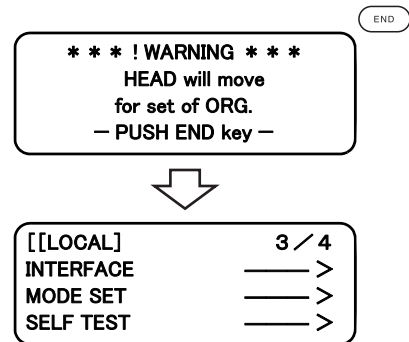 END
* * * ! WARNING * * *
HEAD will move
for set of ORG.
— PUSH END key —
[[LOCAL] 3／4
INTERFACE ——— >
MODE SET ——— >
SELF TEST ——— >